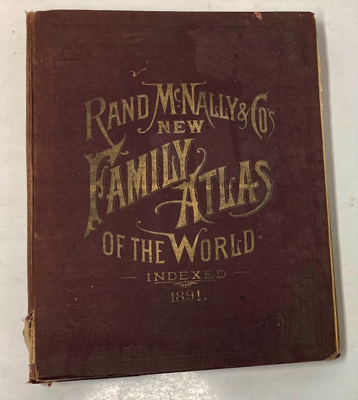 RAND MCNALLY & CO'S
NEW
FAMILY ATLAS
OF THE WORLD
INDEXED
1891.